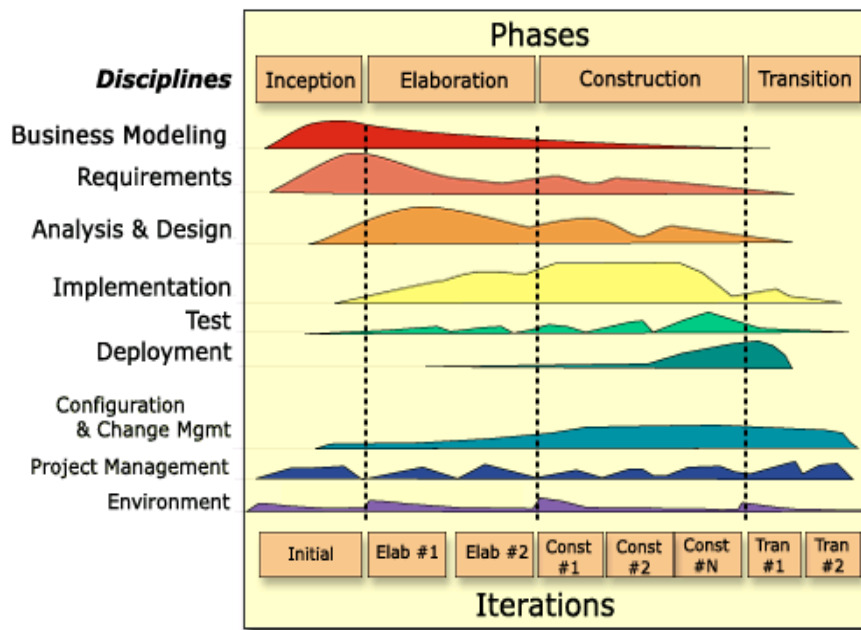 Phases
Disciplines
Inception
Elaboration
Construction
Transition
Business Modeling
Requirements
Analysis & Design
Implementation
Test
Deployment
Configuration
& Change Mgmt
Project Management
Environment
Initial
Elab #1
Elab #2
Const
#1
Const
#2
Const
#N
Tran
#1
Tran
#2
Iterations